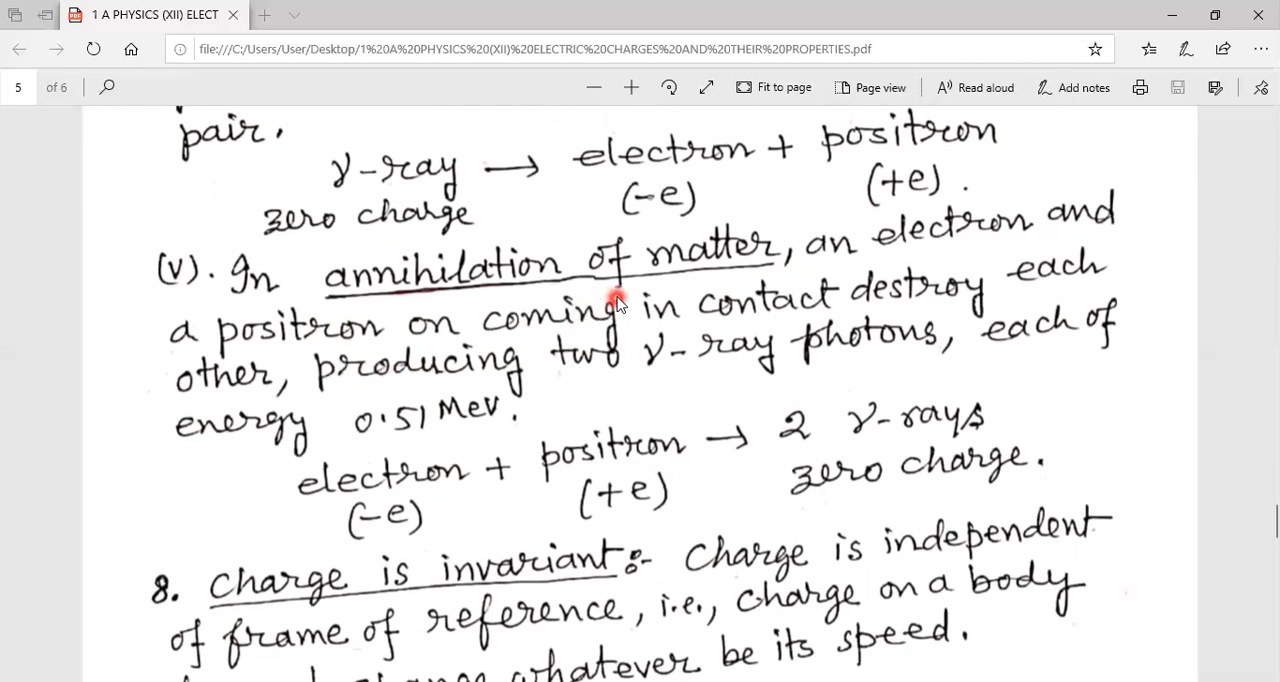 1 A PHYSICS (XII) ELECT
file:///C:/Users/User/Desktop/1%20A%20PHYSICS%20(XII)%20ELECTRIC%20CHARGES%20AND%20THEIR%20PROPERTIES.pdf
5 of 6 Fit to page Page view Read aloud Add notes
pair.
γ-ray → electron + positron
zero charge (-e) (+e).
(v). In annihilation of matter, an electron and
a positron on coming in contact destroy each
other, producing two γ-ray photons, each of
energy 0.51 MeV.
electron + positron → 2 γ-rays
(-e) (+e) zero charge.
8. Charge is invariant:- Charge is independent
of frame of reference, i.e., charge on a body
whatever be its speed.